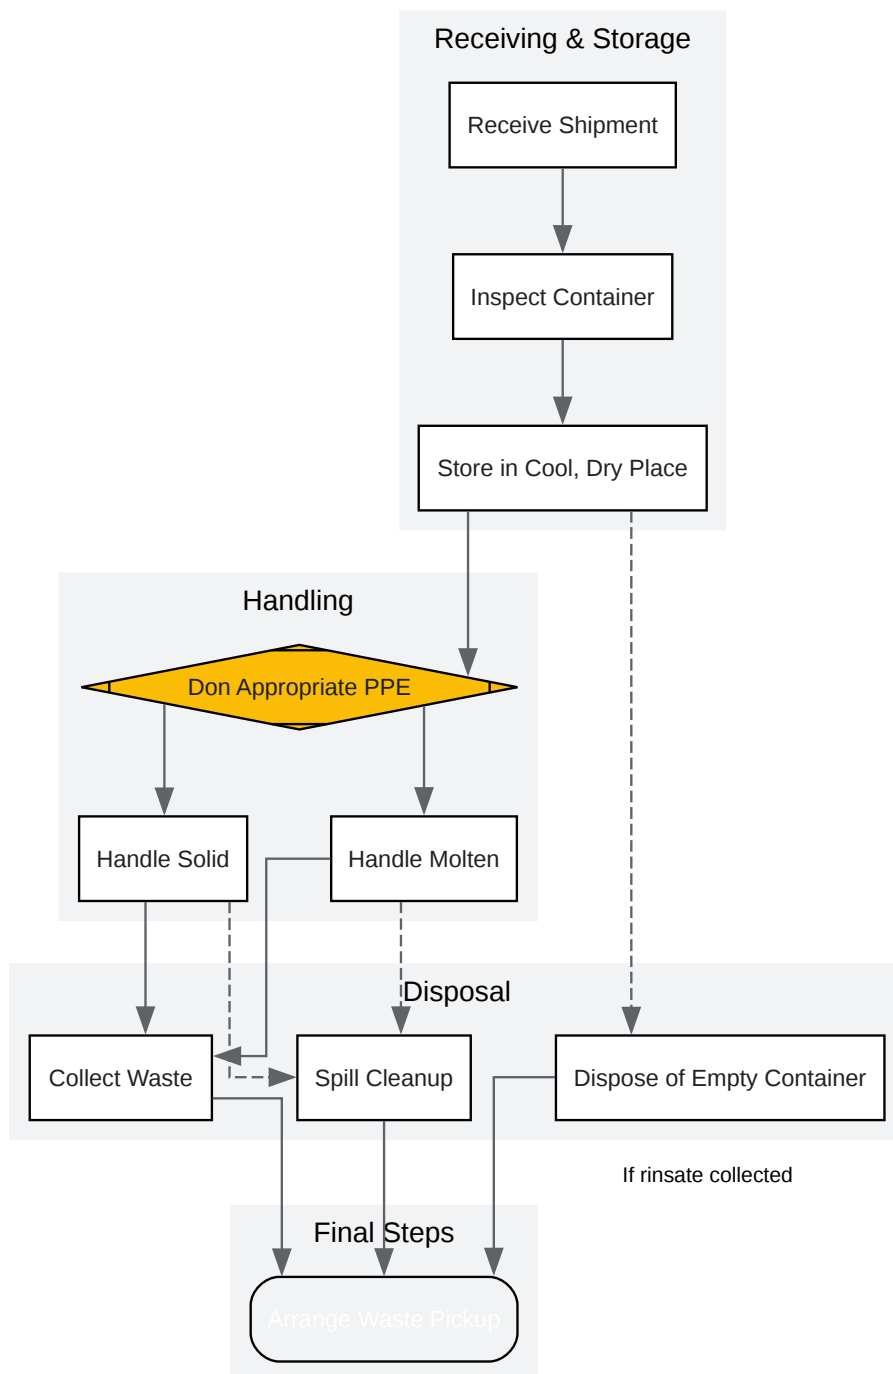 Receiving & Storage
Receive Shipment
Inspect Container
Store in Cool, Dry Place
Handling
Don Appropriate PPE
Handle Solid
Handle Molten
Disposal
Collect Waste
Spill Cleanup
Dispose of Empty Container
If rinsate collected
Final Steps
Arrange Waste Pickup